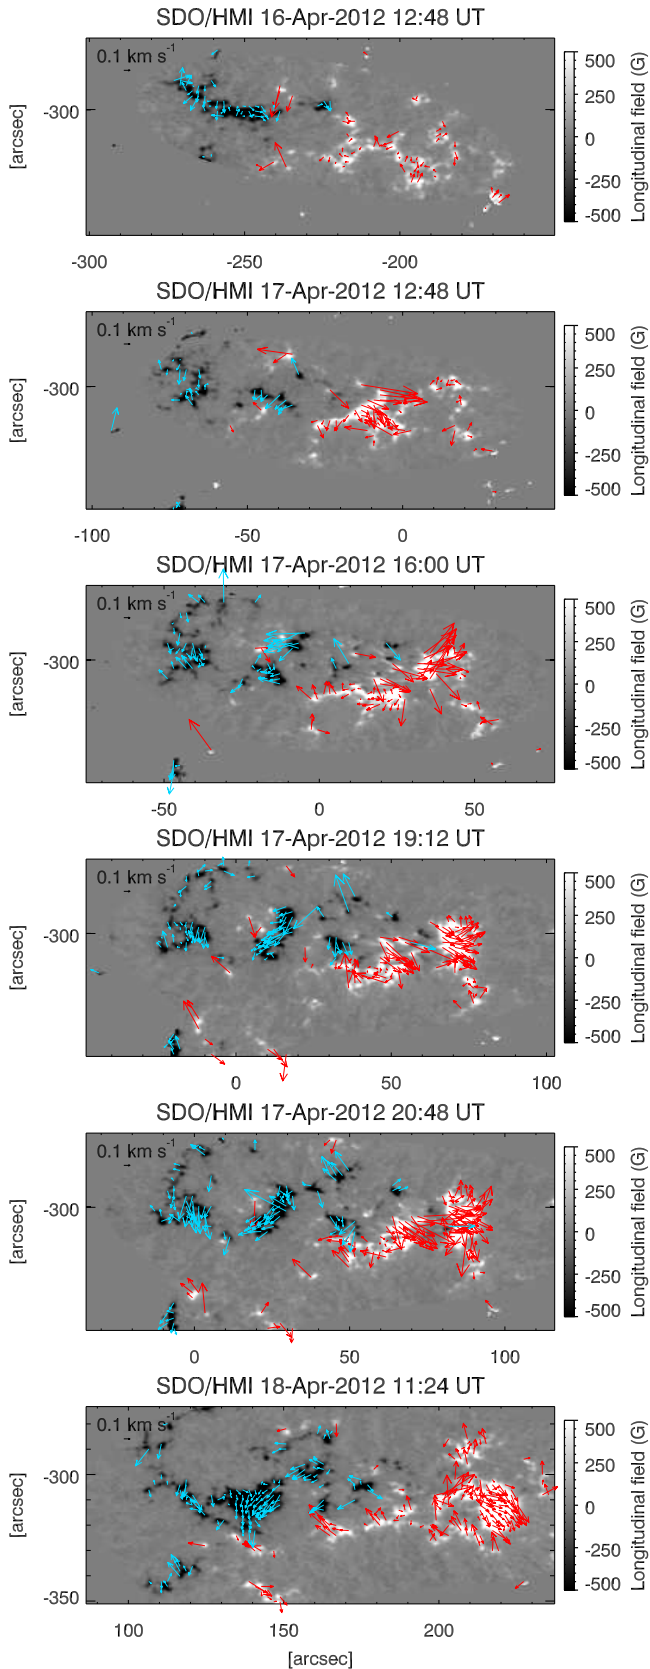 SDO/HMI 16-Apr-2012 12:48 UT
0.1 km s⁻¹
[arcsec]
-300
-300 -250 -200
500
250
0
-250
-500
Longitudinal field (G)
SDO/HMI 17-Apr-2012 12:48 UT
0.1 km s⁻¹
[arcsec]
-300
-100 -50 0
500
250
0
-250
-500
Longitudinal field (G)
SDO/HMI 17-Apr-2012 16:00 UT
0.1 km s⁻¹
[arcsec]
-300
-50 0 50
500
250
0
-250
-500
Longitudinal field (G)
SDO/HMI 17-Apr-2012 19:12 UT
0.1 km s⁻¹
[arcsec]
-300
0 50 100
500
250
0
-250
-500
Longitudinal field (G)
SDO/HMI 17-Apr-2012 20:48 UT
0.1 km s⁻¹
[arcsec]
-300
0 50 100
500
250
0
-250
-500
Longitudinal field (G)
SDO/HMI 18-Apr-2012 11:24 UT
0.1 km s⁻¹
[arcsec]
-300
-350
100 150 200
[arcsec]
500
250
0
-250
-500
Longitudinal field (G)